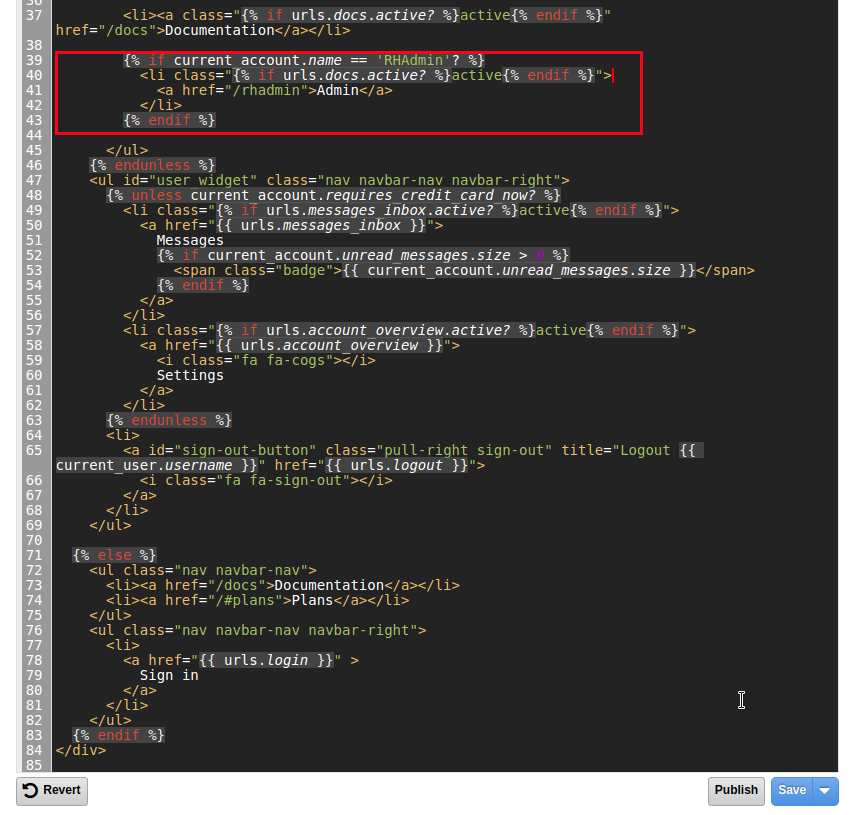 36
37 <li><a class="{% if urls.docs.active? %}active{% endif %}"
href="/docs">Documentation</a></li>
38
39 {% if current_account.name == 'RHAdmin'? %}
40 <li class="{% if urls.docs.active? %}active{% endif %}">
41 <a href="/rhadmin">Admin</a>
42 </li>
43 {% endif %}
44
45 </ul>
46 {% endunless %}
47 <ul id="user_widget" class="nav navbar-nav navbar-right">
48 {% unless current_account.requires_credit_card_now? %}
49 <li class="{% if urls.messages_inbox.active? %}active{% endif %}">
50 <a href="{{ urls.messages_inbox }}">
51 Messages
52 {% if current_account.unread_messages.size > 0 %}
53 <span class="badge">{{ current_account.unread_messages.size }}</span>
54 {% endif %}
55 </a>
56 </li>
57 <li class="{% if urls.account_overview.active? %}active{% endif %}">
58 <a href="{{ urls.account_overview }}">
59 <i class="fa fa-cogs"></i>
60 Settings
61 </a>
62 </li>
63 {% endunless %}
64 <li>
65 <a id="sign-out-button" class="pull-right sign-out" title="Logout {{
current_user.username }}" href="{{ urls.logout }}">
66 <i class="fa fa-sign-out"></i>
67 </a>
68 </li>
69 </ul>
70
71 {% else %}
72 <ul class="nav navbar-nav">
73 <li><a href="/docs">Documentation</a></li>
74 <li><a href="/#plans">Plans</a></li>
75 </ul>
76 <ul class="nav navbar-nav navbar-right">
77 <li>
78 <a href="{{ urls.login }}" >
79 Sign in
80 </a>
81 </li>
82 </ul>
83 {% endif %}
84 </div>
85
Revert Publish Save